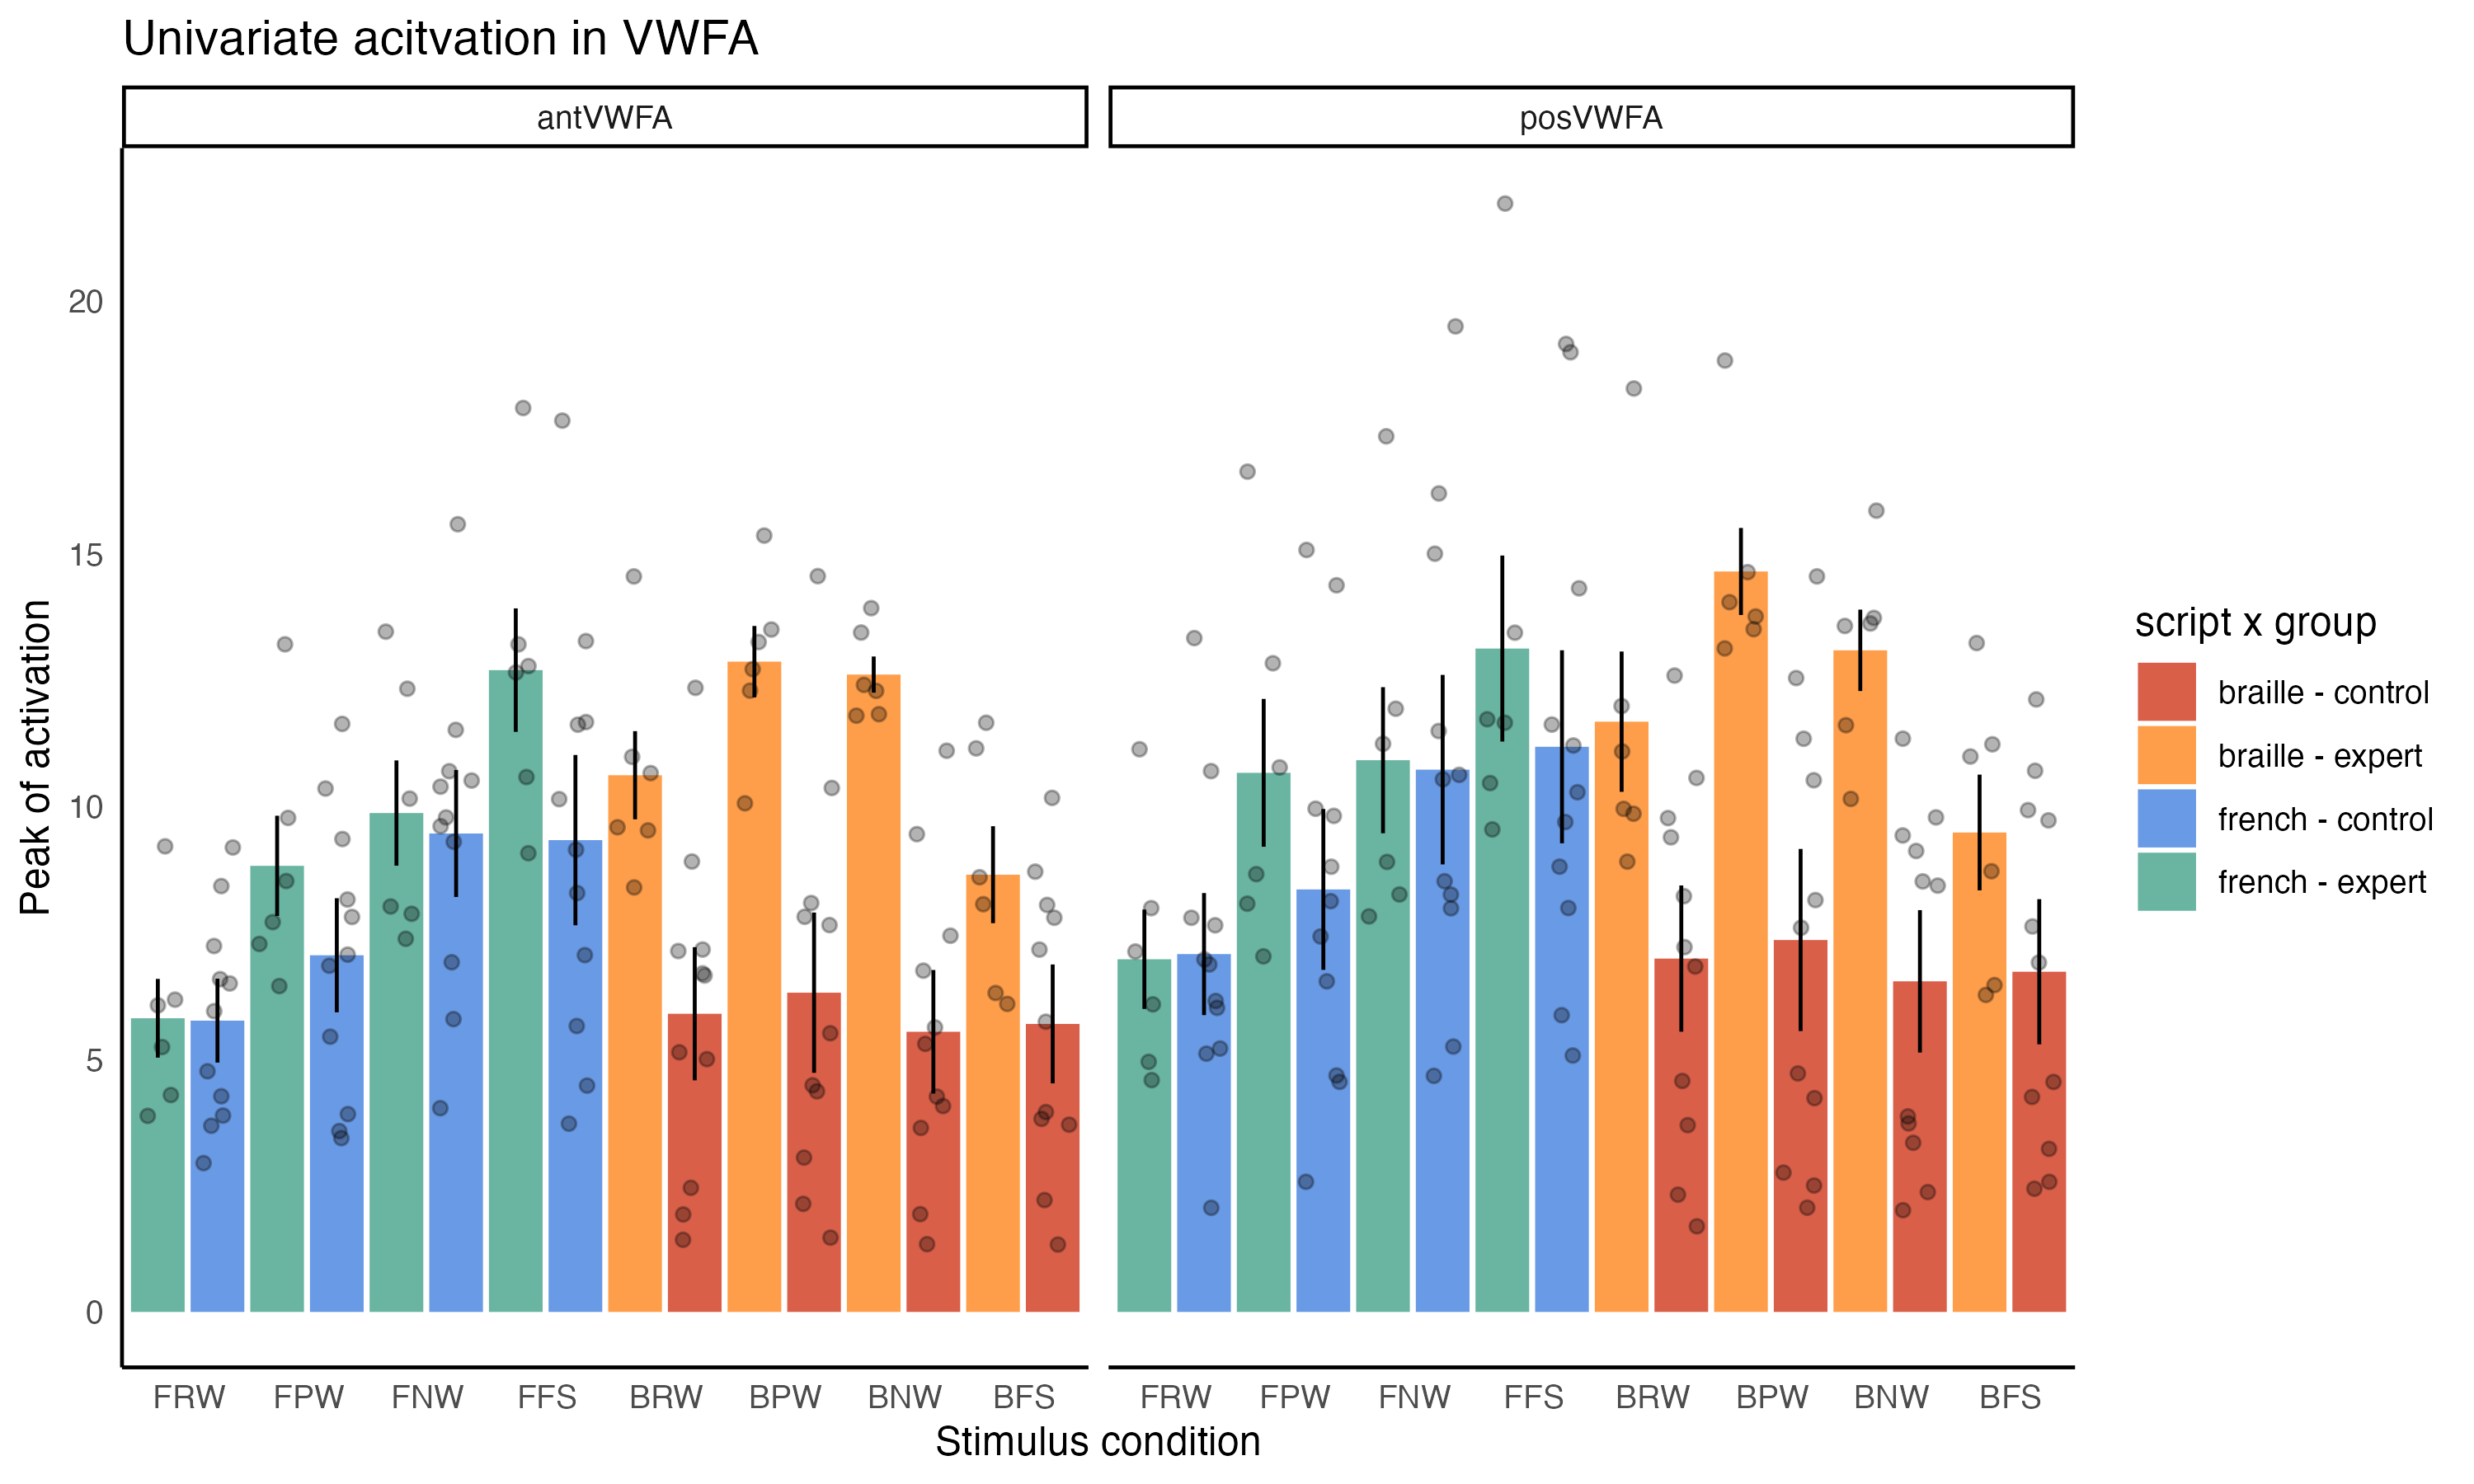 Univariate acitvation in VWFA
antVWFA
posVWFA
Peak of activation
20
15
10
5
0
FRW FPW FNW FFS BRW BPW BNW BFS
FRW FPW FNW FFS BRW BPW BNW BFS
Stimulus condition
script x group
braille - control
braille - expert
french - control
french - expert